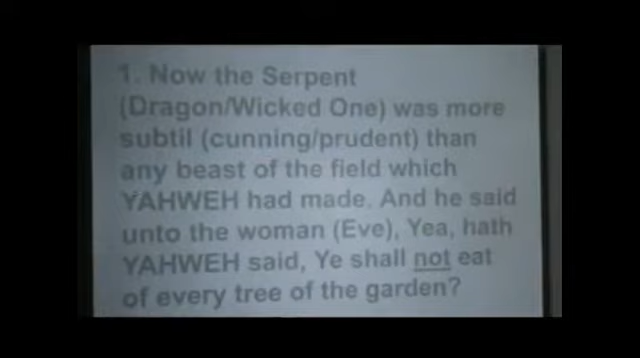 1. Now the Serpent
(Dragon/Wicked One) was more
subtil (cunning/prudent) than
any beast of the field which
YAHWEH had made. And he said
unto the woman (Eve), Yea, hath
YAHWEH said, Ye shall not eat
of every tree of the garden?